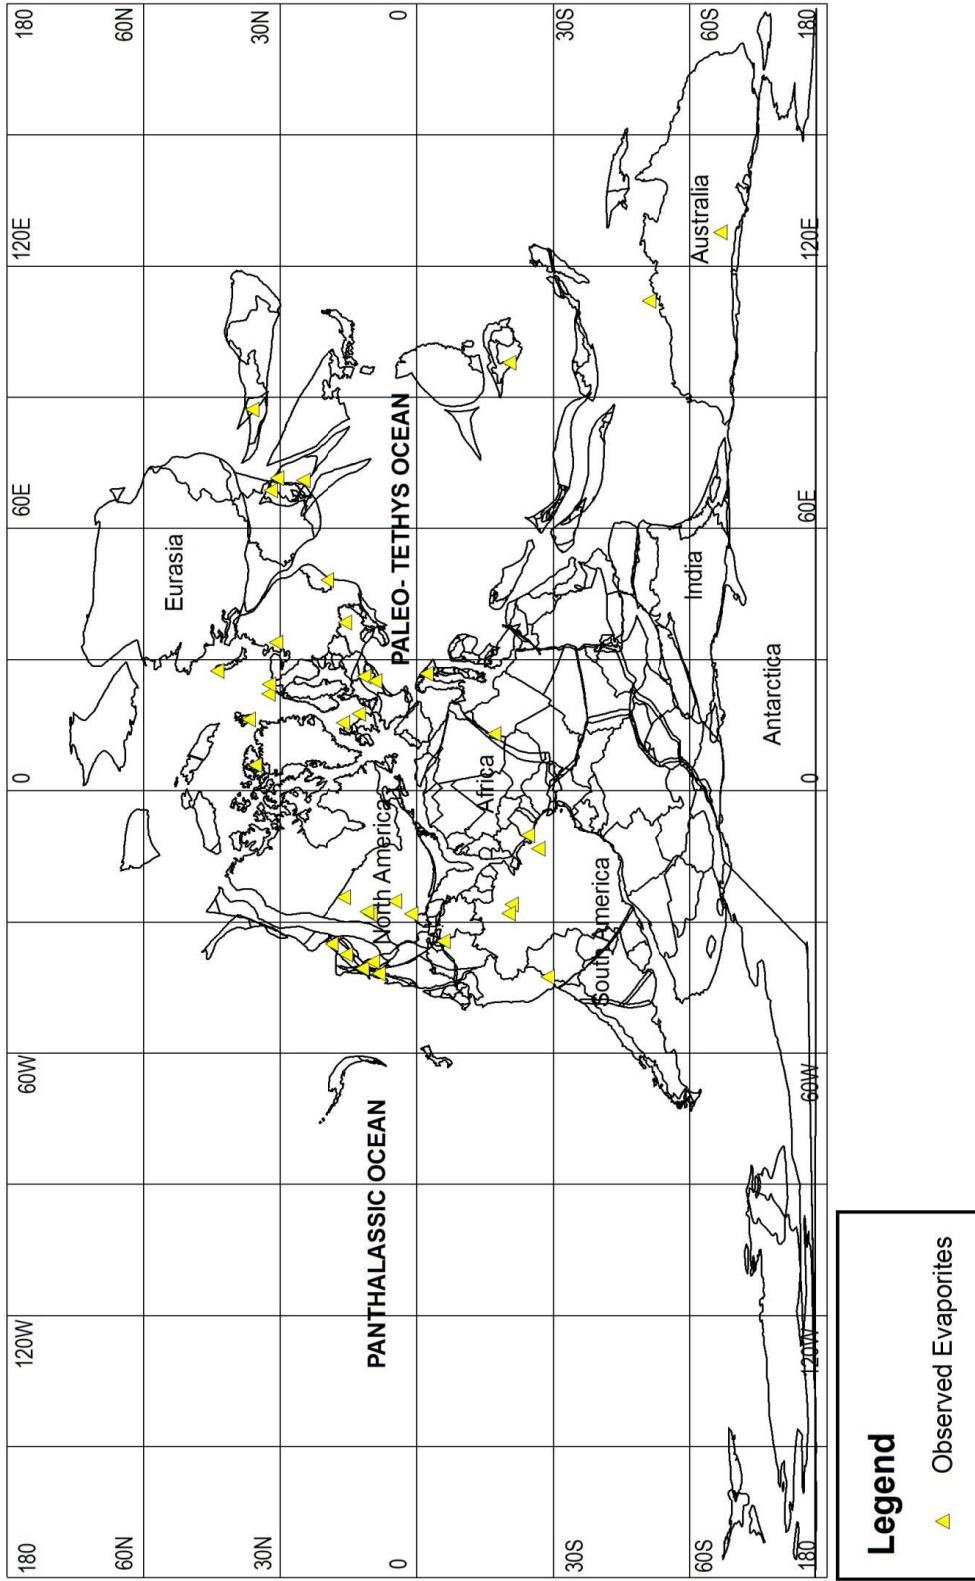 180 120W 60W 0 60E 120E 180
60N 60N
Eurasia
30N 30N
PANTHALASSIC OCEAN
North America
0 PALEO- TETHYS OCEAN 0
Africa
30S 30S
South America
India
Australia
60S 60S
Antarctica
180 120W 60W 0 60E 120E 180
Legend
Observed Evaporites